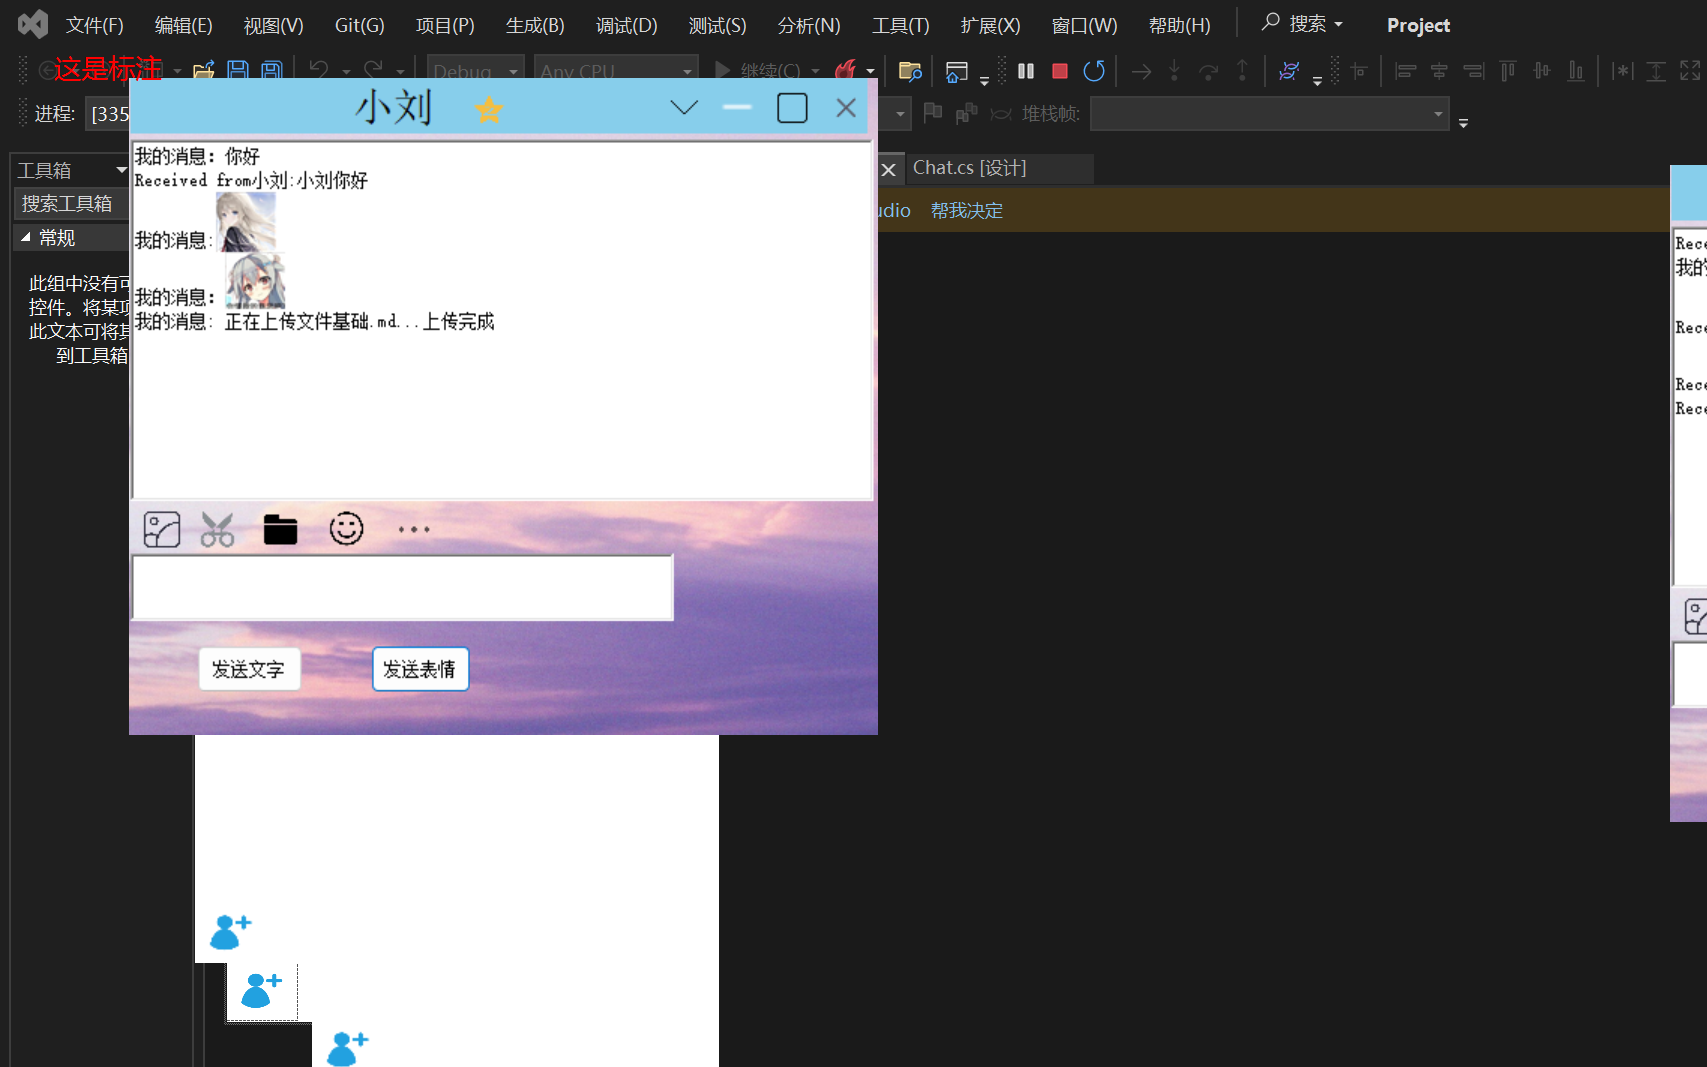 文件(F) 编辑(E) 视图(V) Git(G) 项目(P) 生成(B) 调试(D) 测试(S) 分析(N) 工具(T) 扩展(X) 窗口(W) 帮助(H) 搜索 Project
这是标注
Debug Any CPU 继续(C)
进程: [335
堆栈帧:
小刘
工具箱
Chat.cs [设计]
搜索工具箱
udio 帮我决定
常规
此组中没有可
控件。将某项
此文本可将其
到工具箱
我的消息: 你好
Received from小刘:小刘你好
我的消息:
我的消息:
我的消息: 正在上传文件基础.md...上传完成
发送文字
发送表情
Rece
我的
Rece
Rece
Rece